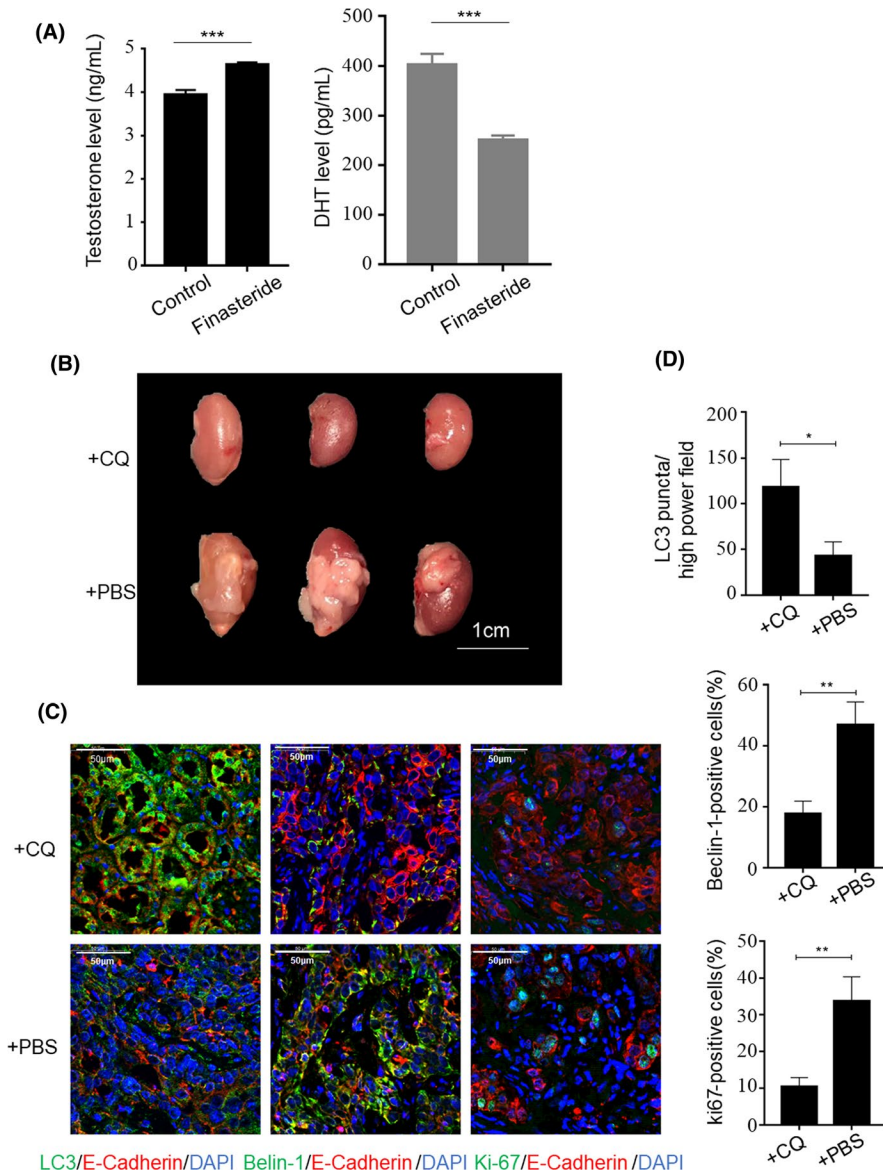 (A)
***
Testosterone level (ng/mL)
5
4
3
2
1
0
Control
Finasteride
***
DHT level (pg/mL)
500
400
300
200
100
0
Control
Finasteride
(B)
+CQ
+PBS
1cm
(C)
50μm
50μm
50μm
+CQ
50μm
50μm
50μm
+PBS
LC3/E-Cadherin/DAPI Belin-1/E-Cadherin /DAPI Ki-67/E-Cadherin /DAPI
(D)
LC3 puncta/
high power field
200
150
100
50
0
*
+CQ
+PBS
Beclin-1-positive cells(%)
60
40
20
0
**
+CQ
+PBS
ki67-positive cells(%)
40
30
20
10
0
**
+CQ
+PBS